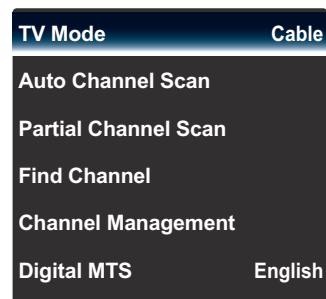 TV Mode Cable
Auto Channel Scan
Partial Channel Scan
Find Channel
Channel Management
Digital MTS English